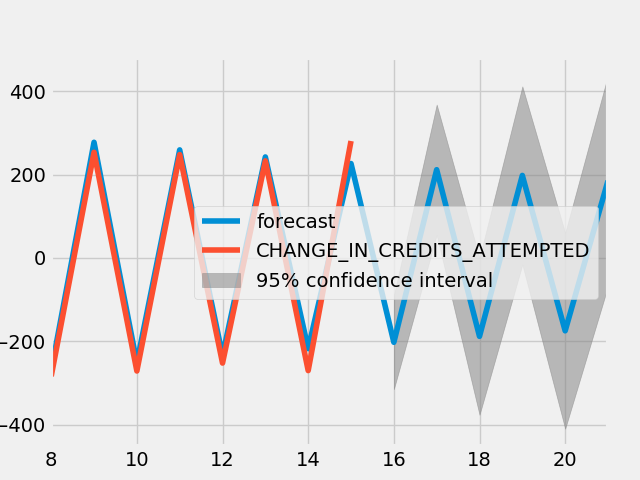 400
200
0
−200
−400
forecast
CHANGE_IN_CREDITS_ATTEMPTED
95% confidence interval
8 10 12 14 16 18 20